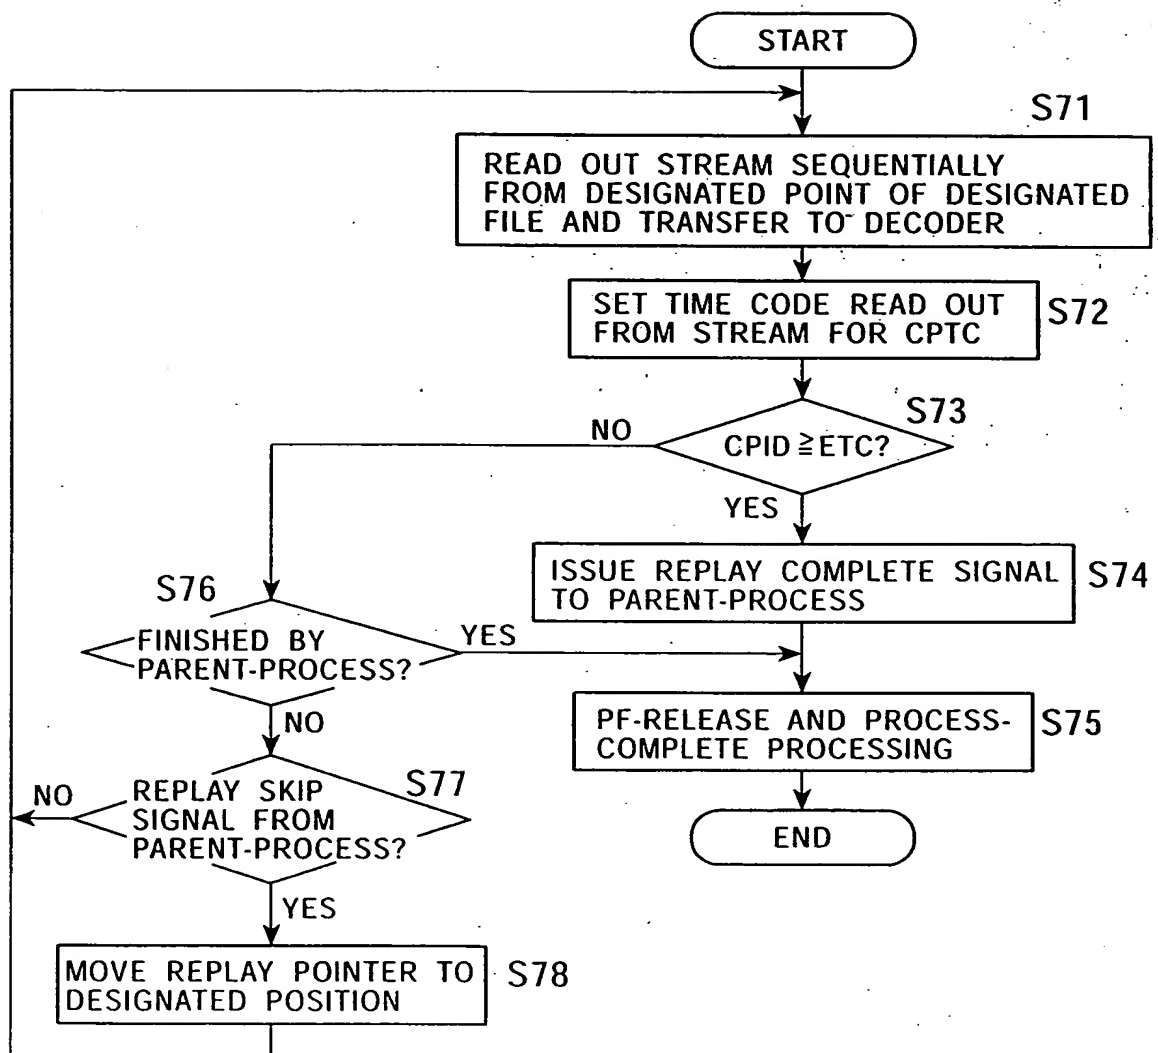 START
S71
READ OUT STREAM SEQUENTIALLY
FROM DESIGNATED POINT OF DESIGNATED
FILE AND TRANSFER TO DECODER
SET TIME CODE READ OUT
FROM STREAM FOR CPTC
S72
S73
NO
CPID ≧ ETC?
YES
ISSUE REPLAY COMPLETE SIGNAL
TO PARENT-PROCESS
S74
S76
FINISHED BY
PARENT-PROCESS?
YES
NO
PF-RELEASE AND PROCESS-
COMPLETE PROCESSING
S75
S77
NO
REPLAY SKIP
SIGNAL FROM
PARENT-PROCESS?
END
YES
MOVE REPLAY POINTER TO
DESIGNATED POSITION
S78